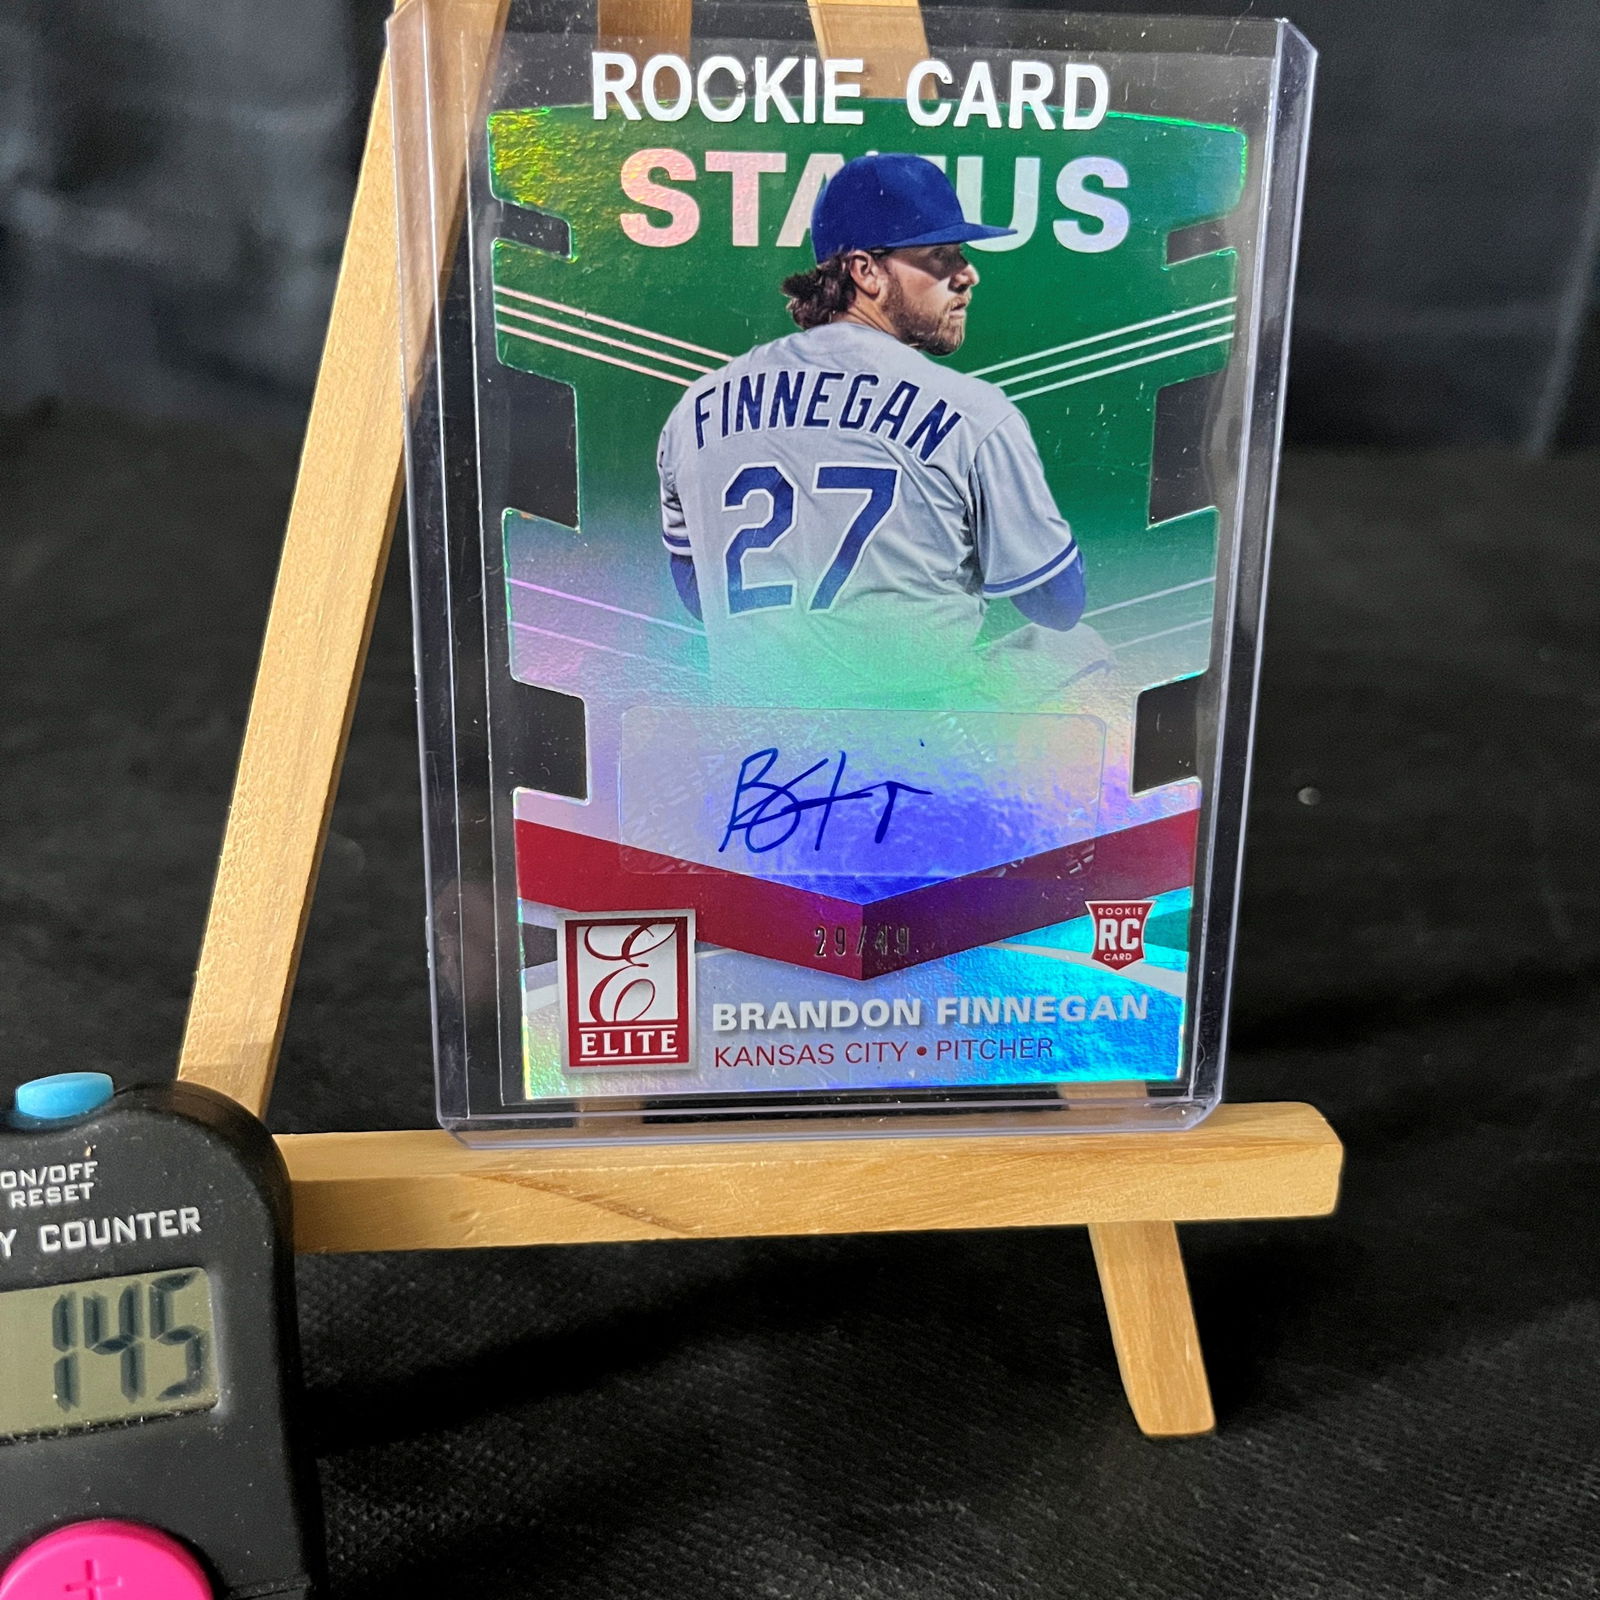 ROOKIE CARD
STATUS
FINNEGAN
27
29/49
ROOKIE
RC
CARD
E
ELITE
BRANDON FINNEGAN
KANSAS CITY • PITCHER
ON/OFF
RESET
Y COUNTER
145
+